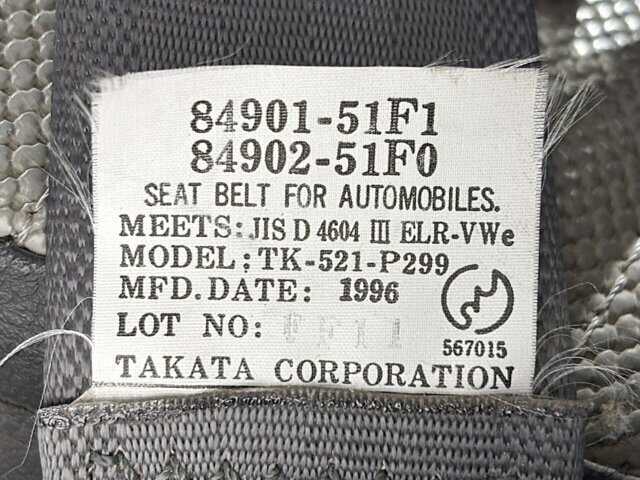 84901-51F1
84902-51F0
SEAT BELT FOR AUTOMOBILES.
MEETS: JIS D 4604 III ELR-VWe
MODEL: TK-521-P299
MFD. DATE: 1996
LOT NO:
567015
TAKATA CORPORATION